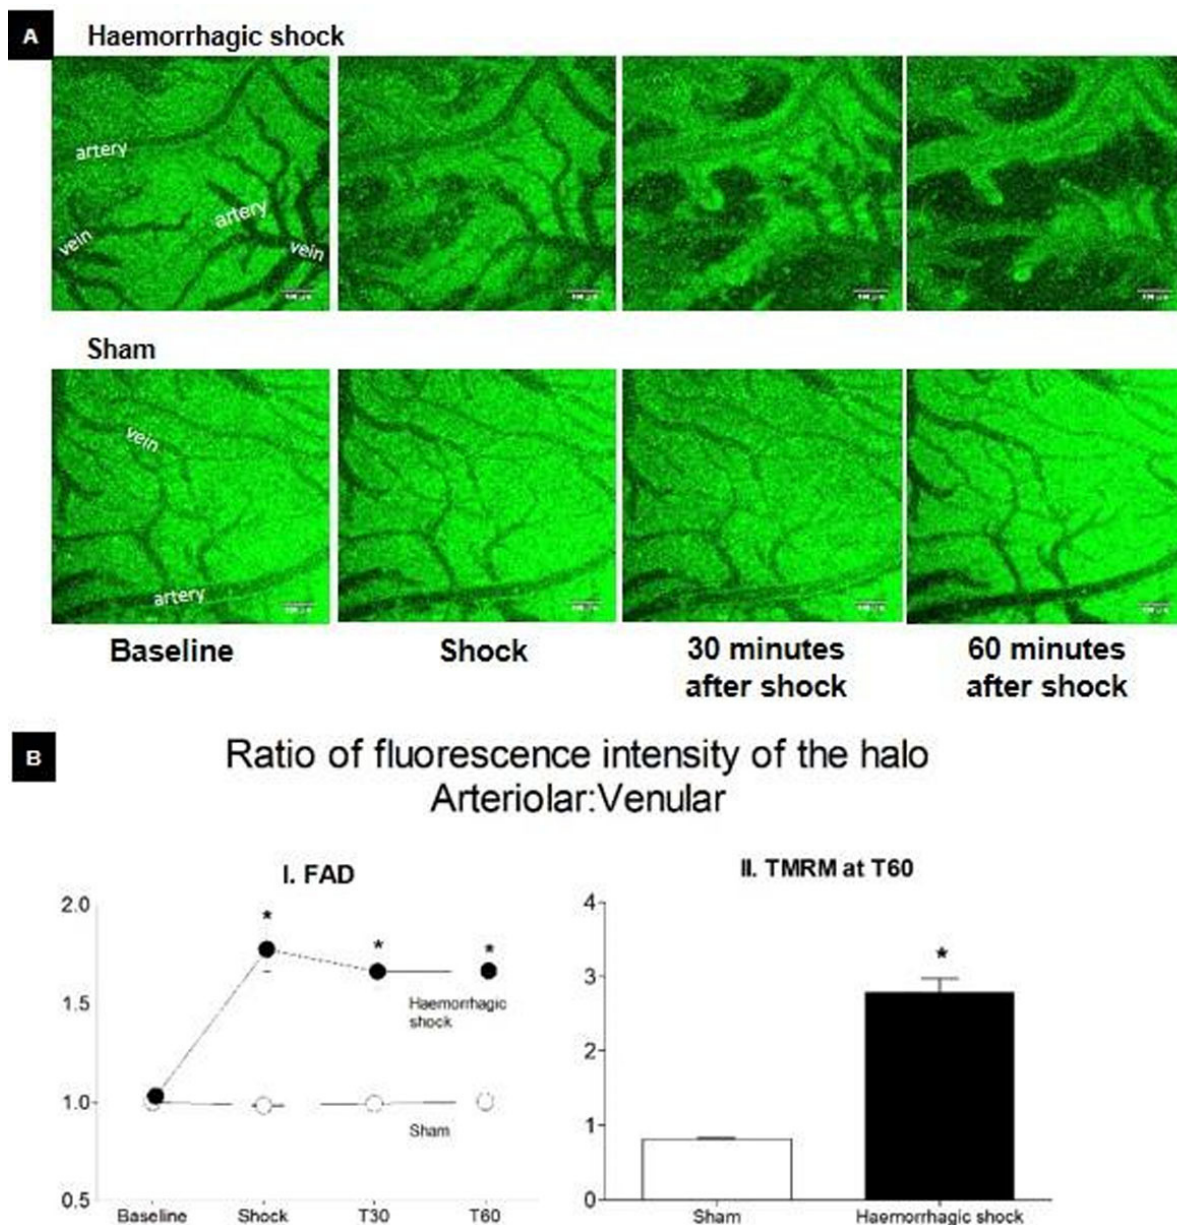 A
Haemorrhagic shock
artery
artery
vein
vein
Sham
vein
artery
Baseline
Shock
30 minutes
after shock
60 minutes
after shock
B
Ratio of fluorescence intensity of the halo
Arteriolar:Venular
I. FAD
2.0
1.5
1.0
0.5
*
*
*
Haemorrhagic
shock
Sham
Baseline
Shock
T30
T60
II. TMRM at T60
4
3
2
1
0
*
Sham
Haemorrhagic shock